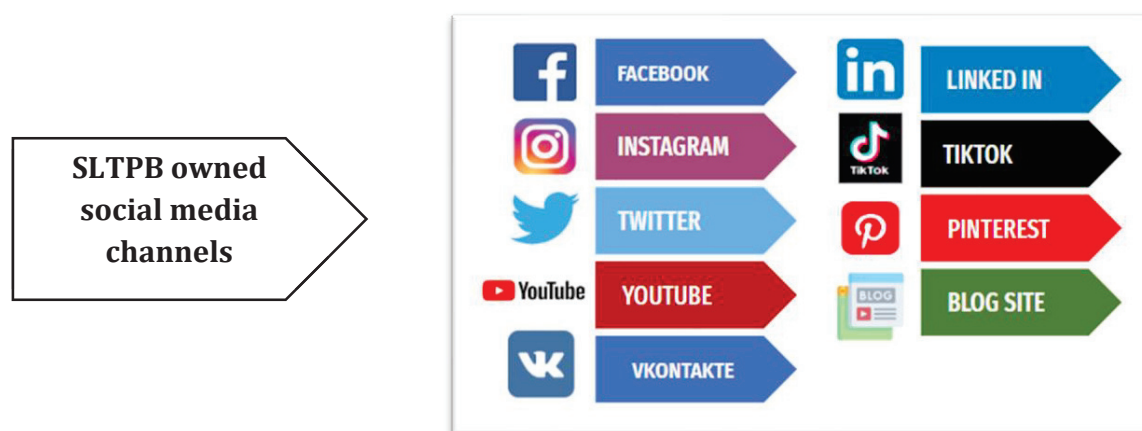 SLTPB owned
social media
channels
FACEBOOK
INSTAGRAM
TWITTER
YouTube
YOUTUBE
VKONTAKTE
in
LINKED IN
TikTok
TIKTOK
PINTEREST
BLOG
BLOG SITE